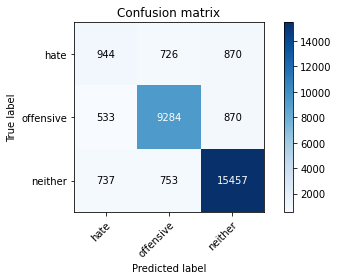 Confusion matrix
hate 944 726 870
offensive 533 9284 870
neither 737 753 15457
True label
hate offensive neither
Predicted label
14000
12000
10000
8000
6000
4000
2000